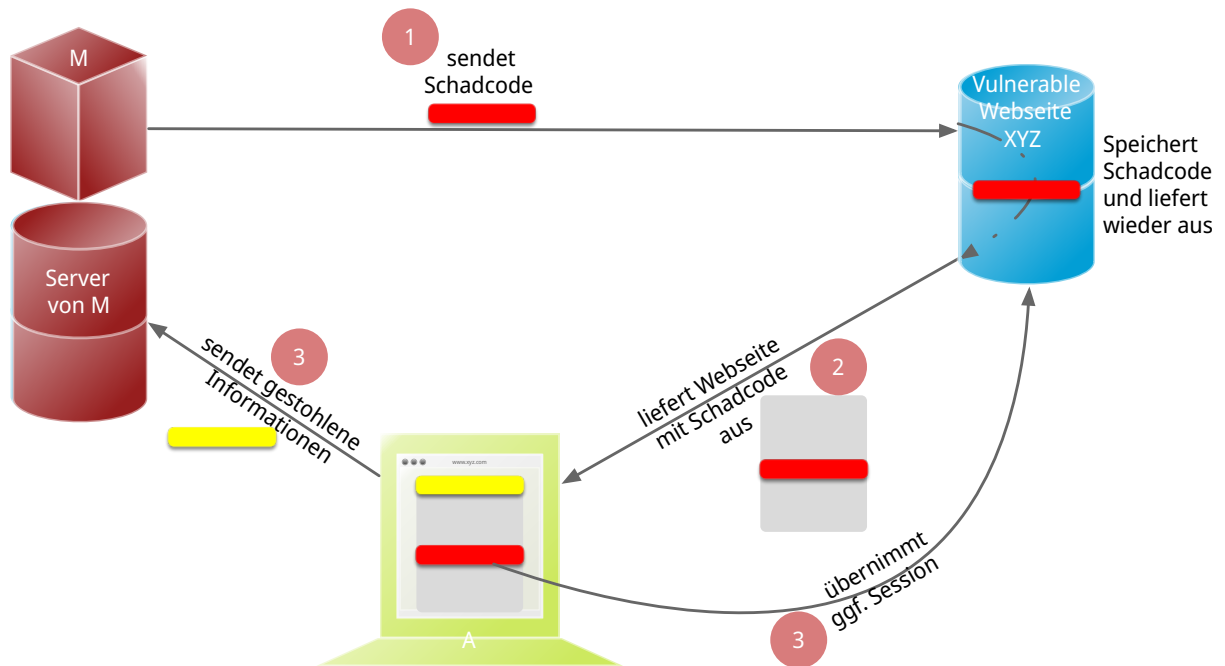 1
M
sendet
Schadcode
Vulnerable
Webseite
XYZ
Speichert
Schadcode
und liefert
wieder aus
Server
von M
3
sendet gestohlene
Informationen
2
liefert Webseite
mit Schadcode
aus
www.xyz.com
A
übernimmt
ggf. Session
3